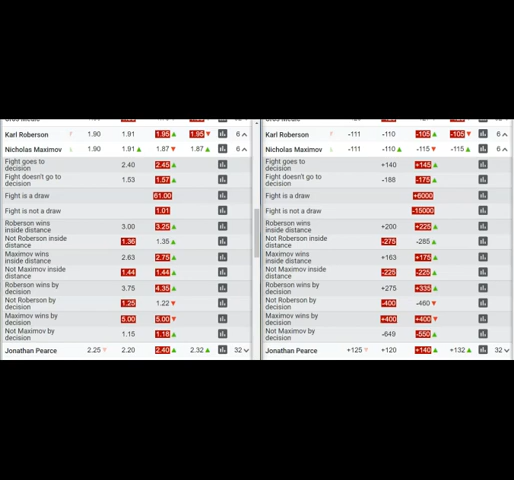 Karl Roberson F 1.90 1.91 1.95 1.95 6
Nicholas Maximov L 1.90 1.91 1.87 1.87 6
Fight goes to decision 2.40 2.45
Fight doesn't go to decision 1.53 1.57
Fight is a draw 61.00
Fight is not a draw 1.01
Roberson wins inside distance 3.00 3.25
Not Roberson inside distance 1.36 1.35
Maximov wins inside distance 2.63 2.75
Not Maximov inside distance 1.44 1.44
Roberson wins by decision 3.75 4.35
Not Roberson by decision 1.25 1.22
Maximov wins by decision 5.00 5.00
Not Maximov by decision 1.15 1.18
Jonathan Pearce 2.25 2.20 2.40 2.32 32
Karl Roberson F -111 -110 -105 -105 6
Nicholas Maximov L -111 -110 -115 -115 6
Fight goes to decision +140 +145
Fight doesn't go to decision -188 -175
Fight is a draw +6000
Fight is not a draw -15000
Roberson wins inside distance +200 +225
Not Roberson inside distance -275 -285
Maximov wins inside distance +163 +175
Not Maximov inside distance -225 -225
Roberson wins by decision +275 +335
Not Roberson by decision -400 -460
Maximov wins by decision +400 +400
Not Maximov by decision -649 -550
Jonathan Pearce +125 +120 +140 +132 32